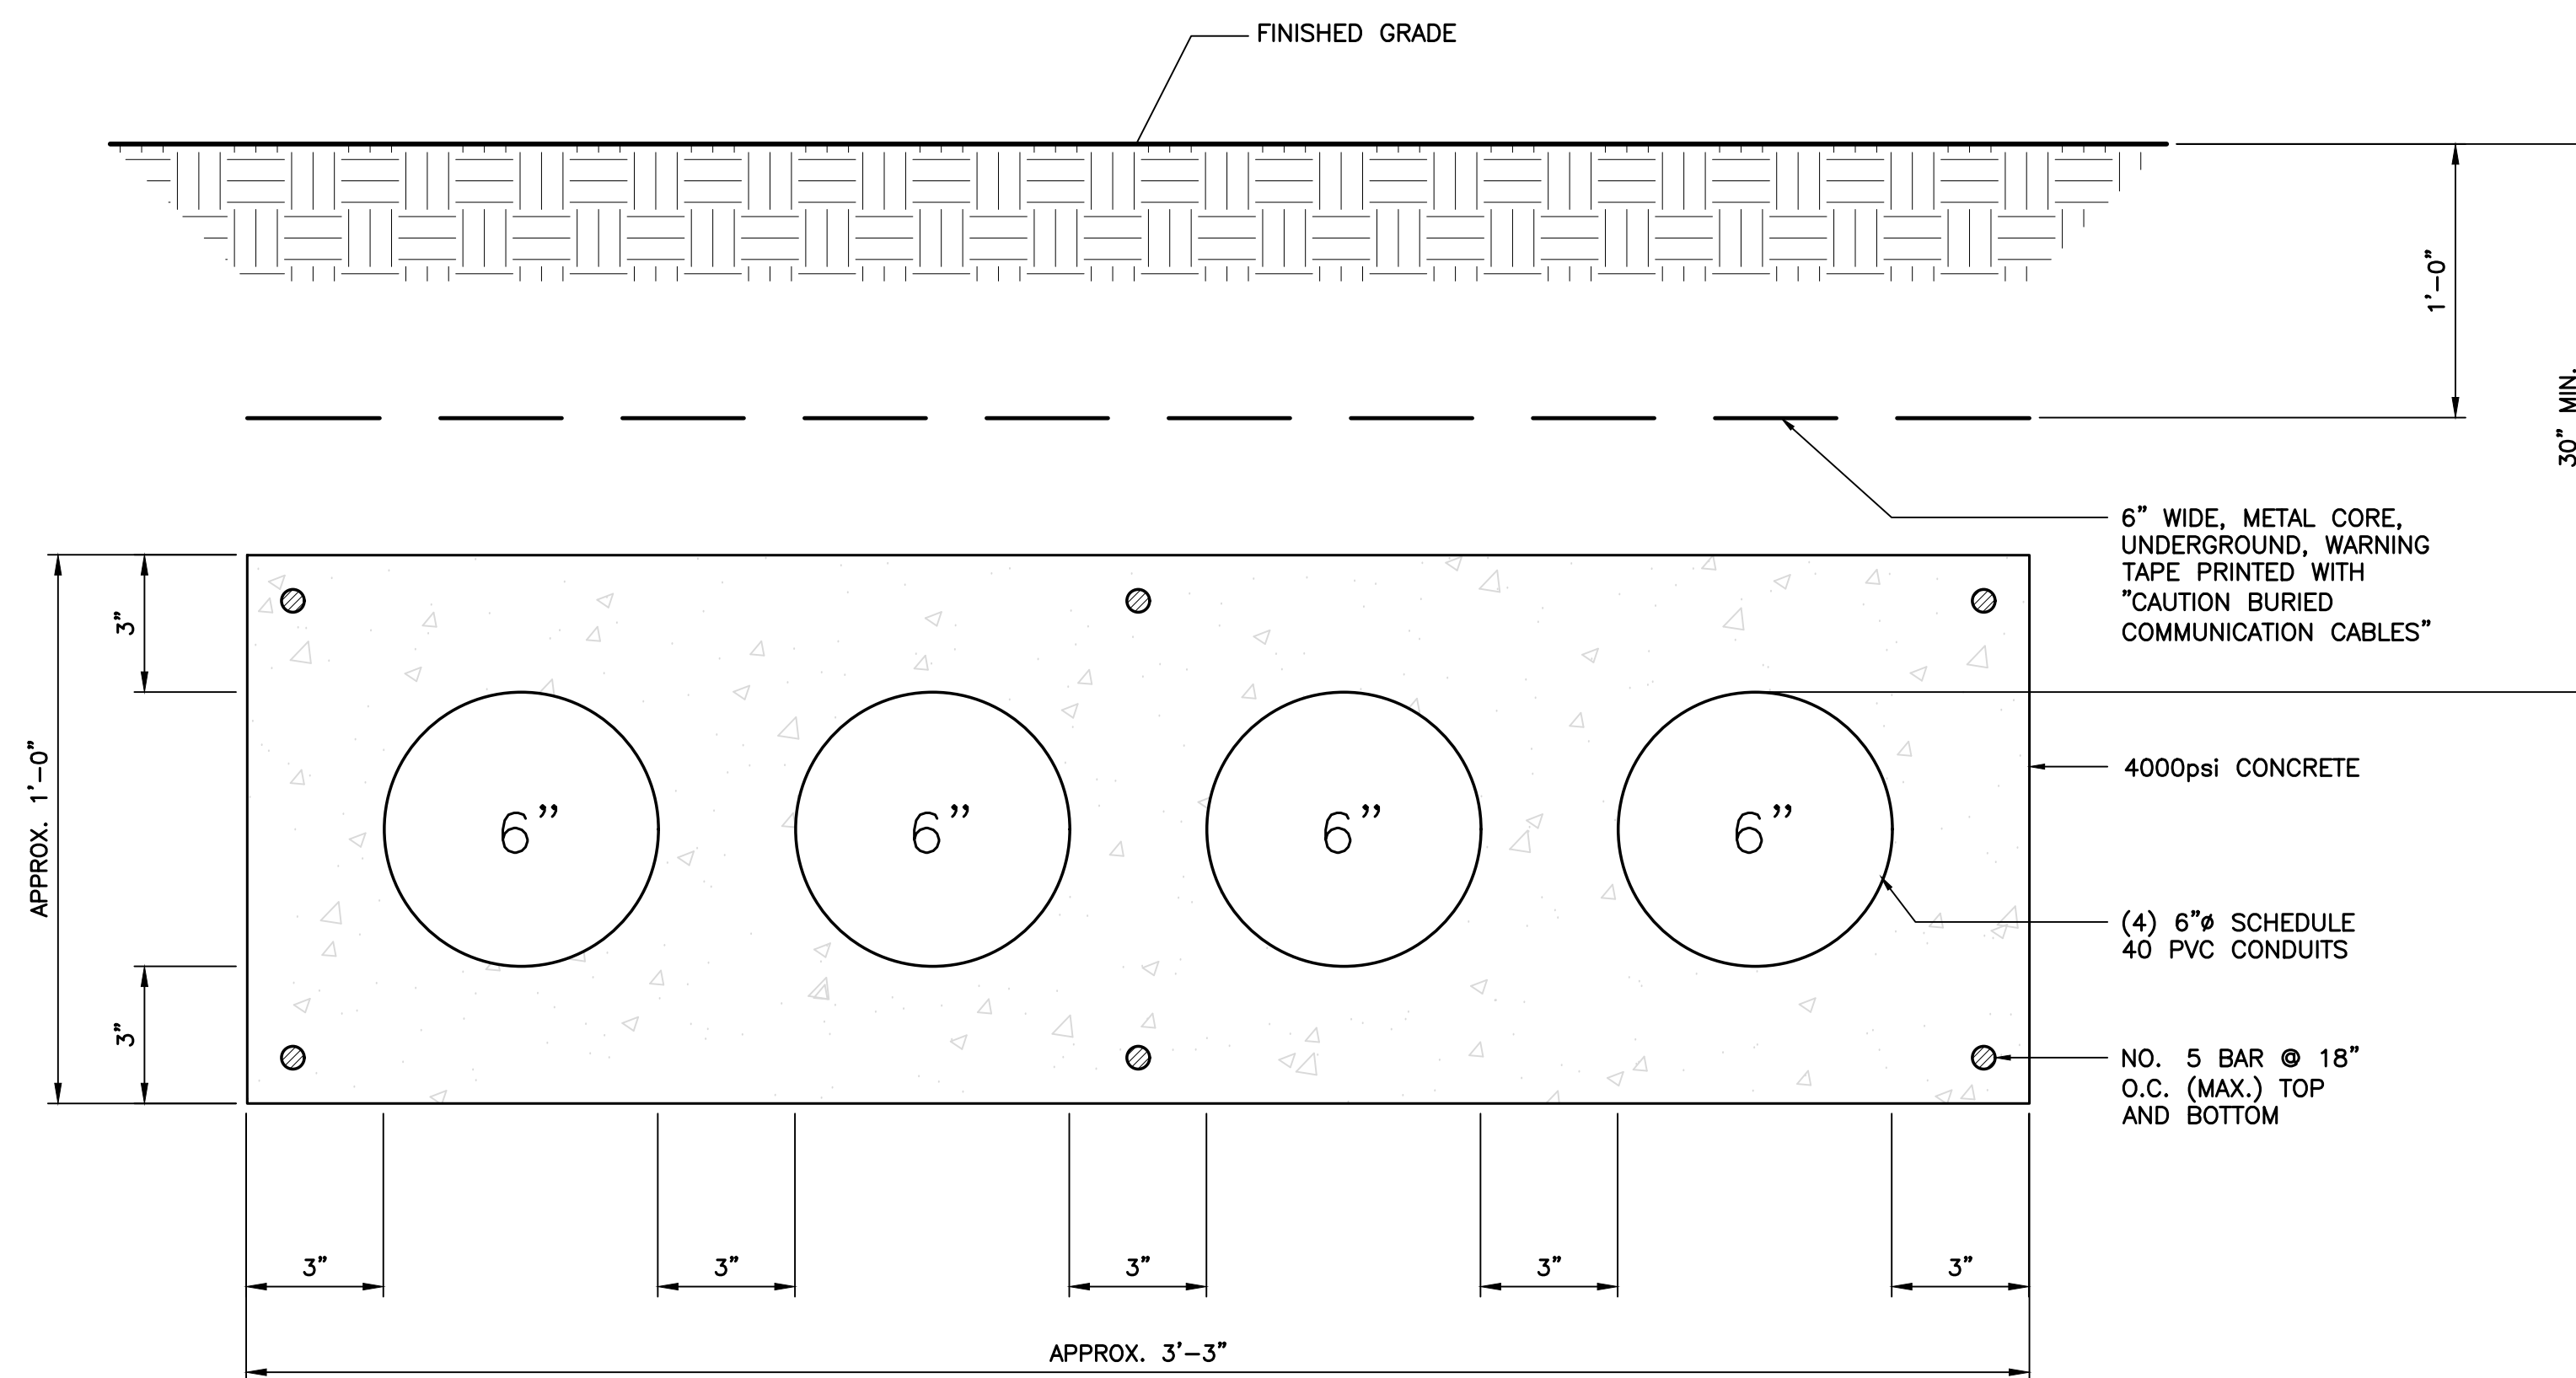 FINISHED GRADE
1'-0"
30" MIN.
6" WIDE, METAL CORE,
UNDERGROUND, WARNING
TAPE PRINTED WITH
"CAUTION BURIED
COMMUNICATION CABLES"
3"
APPROX. 1'-0"
6" 6" 6" 6"
4000psi CONCRETE
(4) 6"ø SCHEDULE
40 PVC CONDUITS
3"
NO. 5 BAR @ 18"
O.C. (MAX.) TOP
AND BOTTOM
3" 3" 3" 3" 3"
APPROX. 3'-3"